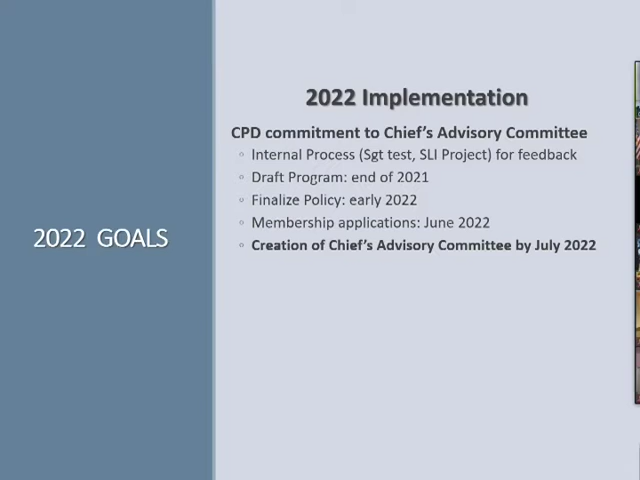 2022 GOALS
2022 Implementation
CPD commitment to Chief's Advisory Committee
Internal Process (Sgt test, SLI Project) for feedback
Draft Program: end of 2021
Finalize Policy: early 2022
Membership applications: June 2022
Creation of Chief's Advisory Committee by July 2022